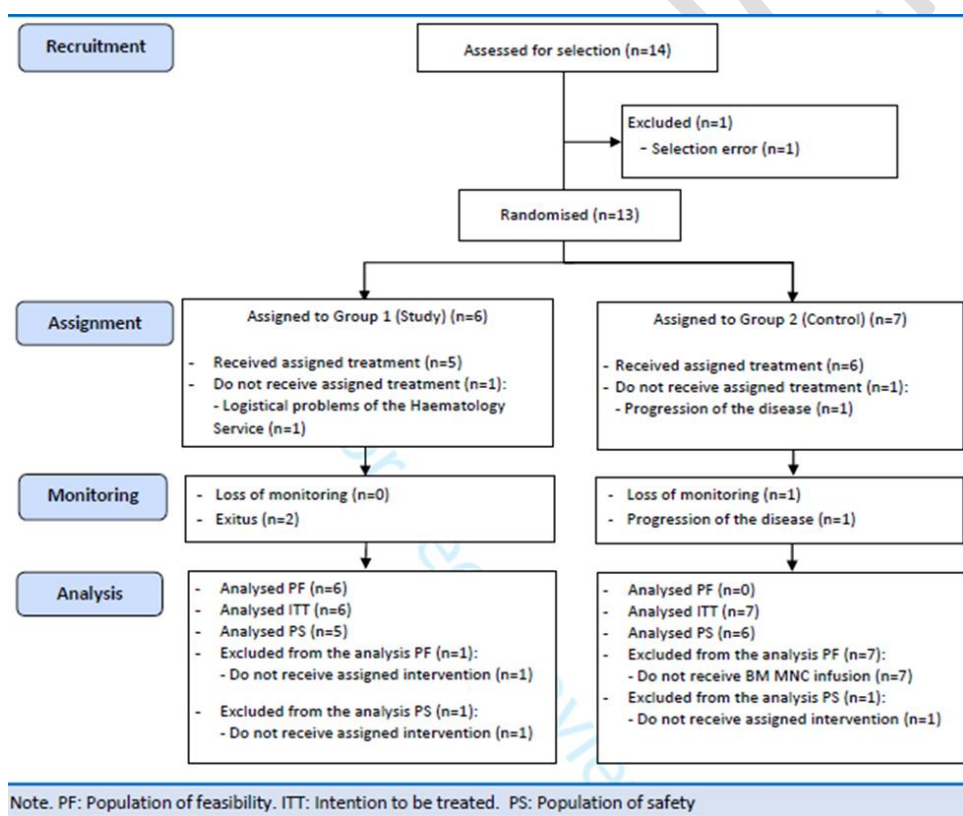 Recruitment
Assessed for selection (n=14)
Excluded (n=1)
- Selection error (n=1)
Randomised (n=13)
Assignment
Assigned to Group 1 (Study) (n=6)
- Received assigned treatment (n=5)
- Do not receive assigned treatment (n=1):
- Logistical problems of the Haematology
Service (n=1)
Assigned to Group 2 (Control) (n=7)
- Received assigned treatment (n=6)
- Do not receive assigned treatment (n=1):
- Progression of the disease (n=1)
Monitoring
- Loss of monitoring (n=0)
- Exitus (n=2)
- Loss of monitoring (n=1)
- Progression of the disease (n=1)
Analysis
- Analysed PF (n=6)
- Analysed ITT (n=6)
- Analysed PS (n=5)
- Excluded from the analysis PF (n=1):
- Do not receive assigned intervention (n=1)
- Excluded from the analysis PS (n=1):
- Do not receive assigned intervention (n=1)
- Analysed PF (n=0)
- Analysed ITT (n=7)
- Analysed PS (n=6)
- Excluded from the analysis PF (n=7):
- Do not receive BM MNC infusion (n=7)
- Excluded from the analysis PS (n=1):
- Do not receive assigned intervention (n=1)
Note. PF: Population of feasibility. ITT: Intention to be treated. PS: Population of safety